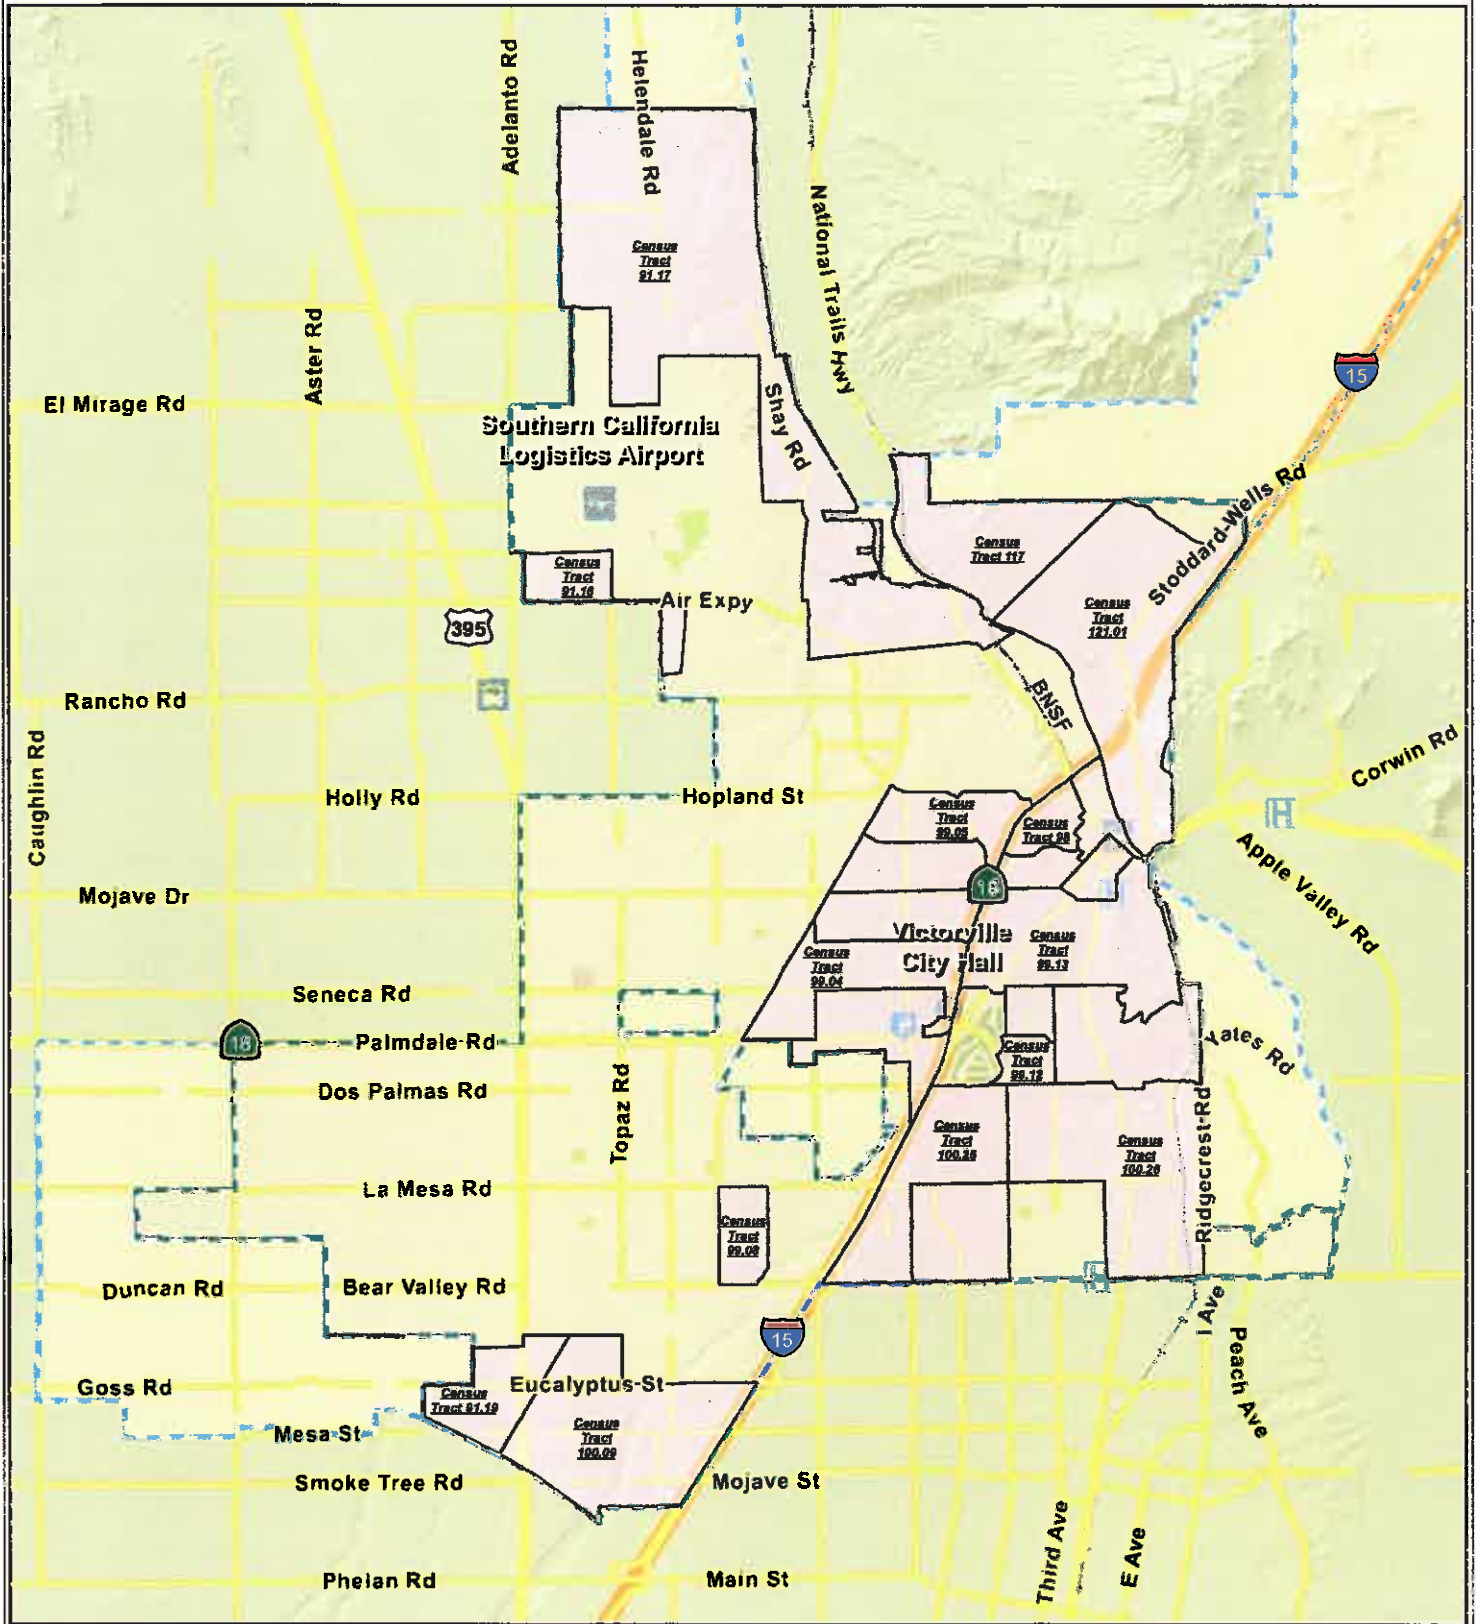 Adelanto Rd
Helendale Rd
National Trails Hwy
Census
Tract
91.17
Aster Rd
15
El Mirage Rd
Shay Rd
Southern California
Logistics Airport
Stoddard-Wells Rd
Census
Tract 117
Census
Tract
91.16
Air Expy
Census
Tract
121.01
395
BNSF
Rancho Rd
Caughlin Rd
Corwin Rd
Holly Rd
Hopland St
Census
Tract
99.05
Census
Tract 98
H
Apple Valley Rd
18
Mojave Dr
Victorville
City Hall
Census
Tract
99.13
Census
Tract
99.04
Seneca Rd
18
Palmdale Rd
Yates Rd
Census
Tract
99.12
Dos Palmas Rd
Topaz Rd
Ridgecrest Rd
Census
Tract
100.25
Census
Tract
100.26
La Mesa Rd
Census
Tract
99.08
Duncan Rd
Bear Valley Rd
I Ave
15
Peach Ave
Goss Rd
Eucalyptus St
Census
Tract 91.19
Census
Tract
100.09
Mesa St
Smoke Tree Rd
Mojave St
Third Ave
E Ave
Phelan Rd
Main St